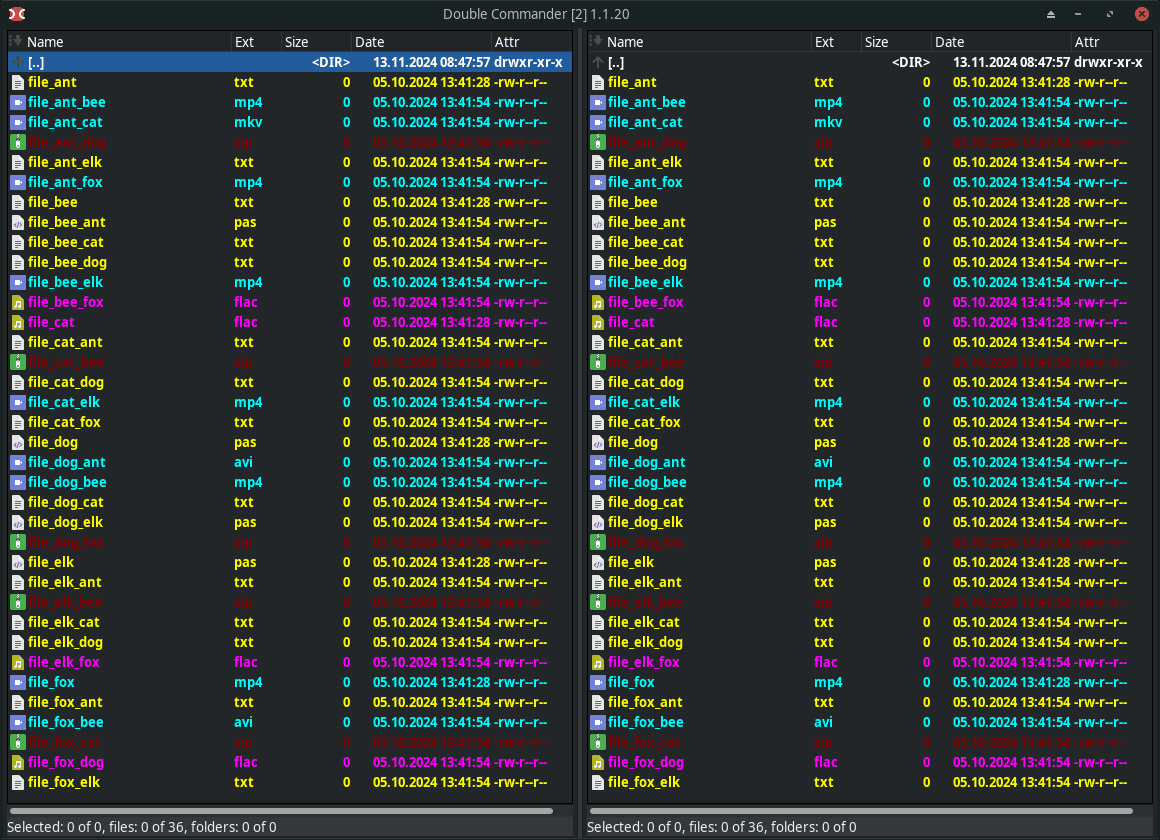 Double Commander [2] 1.1.20
Name Ext Size Date Attr Name Ext Size Date Attr
[..] <DIR> 13.11.2024 08:47:57 drwxr-xr-x [..] <DIR> 13.11.2024 08:47:57 drwxr-xr-x
file_ant txt 0 05.10.2024 13:41:28 -rw-r--r-- file_ant txt 0 05.10.2024 13:41:28 -rw-r--r--
file_ant_bee mp4 0 05.10.2024 13:41:54 -rw-r--r-- file_ant_bee mp4 0 05.10.2024 13:41:54 -rw-r--r--
file_ant_cat mkv 0 05.10.2024 13:41:54 -rw-r--r-- file_ant_cat mkv 0 05.10.2024 13:41:54 -rw-r--r--
file_ant_dog zip 0 05.10.2024 13:41:54 -rw-r--r-- file_ant_dog zip 0 05.10.2024 13:41:54 -rw-r--r--
file_ant_elk txt 0 05.10.2024 13:41:54 -rw-r--r-- file_ant_elk txt 0 05.10.2024 13:41:54 -rw-r--r--
file_ant_fox mp4 0 05.10.2024 13:41:54 -rw-r--r-- file_ant_fox mp4 0 05.10.2024 13:41:54 -rw-r--r--
file_bee txt 0 05.10.2024 13:41:28 -rw-r--r-- file_bee txt 0 05.10.2024 13:41:28 -rw-r--r--
file_bee_ant pas 0 05.10.2024 13:41:54 -rw-r--r-- file_bee_ant pas 0 05.10.2024 13:41:54 -rw-r--r--
file_bee_cat txt 0 05.10.2024 13:41:54 -rw-r--r-- file_bee_cat txt 0 05.10.2024 13:41:54 -rw-r--r--
file_bee_dog txt 0 05.10.2024 13:41:54 -rw-r--r-- file_bee_dog txt 0 05.10.2024 13:41:54 -rw-r--r--
file_bee_elk mp4 0 05.10.2024 13:41:54 -rw-r--r-- file_bee_elk mp4 0 05.10.2024 13:41:54 -rw-r--r--
file_bee_fox flac 0 05.10.2024 13:41:54 -rw-r--r-- file_bee_fox flac 0 05.10.2024 13:41:54 -rw-r--r--
file_cat flac 0 05.10.2024 13:41:28 -rw-r--r-- file_cat flac 0 05.10.2024 13:41:28 -rw-r--r--
file_cat_ant txt 0 05.10.2024 13:41:54 -rw-r--r-- file_cat_ant txt 0 05.10.2024 13:41:54 -rw-r--r--
file_cat_bee zip 0 05.10.2024 13:41:54 -rw-r--r-- file_cat_bee zip 0 05.10.2024 13:41:54 -rw-r--r--
file_cat_dog txt 0 05.10.2024 13:41:54 -rw-r--r-- file_cat_dog txt 0 05.10.2024 13:41:54 -rw-r--r--
file_cat_elk mp4 0 05.10.2024 13:41:54 -rw-r--r-- file_cat_elk mp4 0 05.10.2024 13:41:54 -rw-r--r--
file_cat_fox txt 0 05.10.2024 13:41:54 -rw-r--r-- file_cat_fox txt 0 05.10.2024 13:41:54 -rw-r--r--
file_dog pas 0 05.10.2024 13:41:28 -rw-r--r-- file_dog pas 0 05.10.2024 13:41:28 -rw-r--r--
file_dog_ant avi 0 05.10.2024 13:41:54 -rw-r--r-- file_dog_ant avi 0 05.10.2024 13:41:54 -rw-r--r--
file_dog_bee mp4 0 05.10.2024 13:41:54 -rw-r--r-- file_dog_bee mp4 0 05.10.2024 13:41:54 -rw-r--r--
file_dog_cat txt 0 05.10.2024 13:41:54 -rw-r--r-- file_dog_cat txt 0 05.10.2024 13:41:54 -rw-r--r--
file_dog_elk pas 0 05.10.2024 13:41:54 -rw-r--r-- file_dog_elk pas 0 05.10.2024 13:41:54 -rw-r--r--
file_dog_fox zip 0 05.10.2024 13:41:54 -rw-r--r-- file_dog_fox zip 0 05.10.2024 13:41:54 -rw-r--r--
file_elk pas 0 05.10.2024 13:41:28 -rw-r--r-- file_elk pas 0 05.10.2024 13:41:28 -rw-r--r--
file_elk_ant txt 0 05.10.2024 13:41:54 -rw-r--r-- file_elk_ant txt 0 05.10.2024 13:41:54 -rw-r--r--
file_elk_bee zip 0 05.10.2024 13:41:54 -rw-r--r-- file_elk_bee zip 0 05.10.2024 13:41:54 -rw-r--r--
file_elk_cat txt 0 05.10.2024 13:41:54 -rw-r--r-- file_elk_cat txt 0 05.10.2024 13:41:54 -rw-r--r--
file_elk_dog txt 0 05.10.2024 13:41:54 -rw-r--r-- file_elk_dog txt 0 05.10.2024 13:41:54 -rw-r--r--
file_elk_fox flac 0 05.10.2024 13:41:54 -rw-r--r-- file_elk_fox flac 0 05.10.2024 13:41:54 -rw-r--r--
file_fox mp4 0 05.10.2024 13:41:28 -rw-r--r-- file_fox mp4 0 05.10.2024 13:41:28 -rw-r--r--
file_fox_ant txt 0 05.10.2024 13:41:54 -rw-r--r-- file_fox_ant txt 0 05.10.2024 13:41:54 -rw-r--r--
file_fox_bee avi 0 05.10.2024 13:41:54 -rw-r--r-- file_fox_bee avi 0 05.10.2024 13:41:54 -rw-r--r--
file_fox_cat zip 0 05.10.2024 13:41:54 -rw-r--r-- file_fox_cat zip 0 05.10.2024 13:41:54 -rw-r--r--
file_fox_dog flac 0 05.10.2024 13:41:54 -rw-r--r-- file_fox_dog flac 0 05.10.2024 13:41:54 -rw-r--r--
file_fox_elk txt 0 05.10.2024 13:41:54 -rw-r--r-- file_fox_elk txt 0 05.10.2024 13:41:54 -rw-r--r--
Selected: 0 of 0, files: 0 of 36, folders: 0 of 0 Selected: 0 of 0, files: 0 of 36, folders: 0 of 0